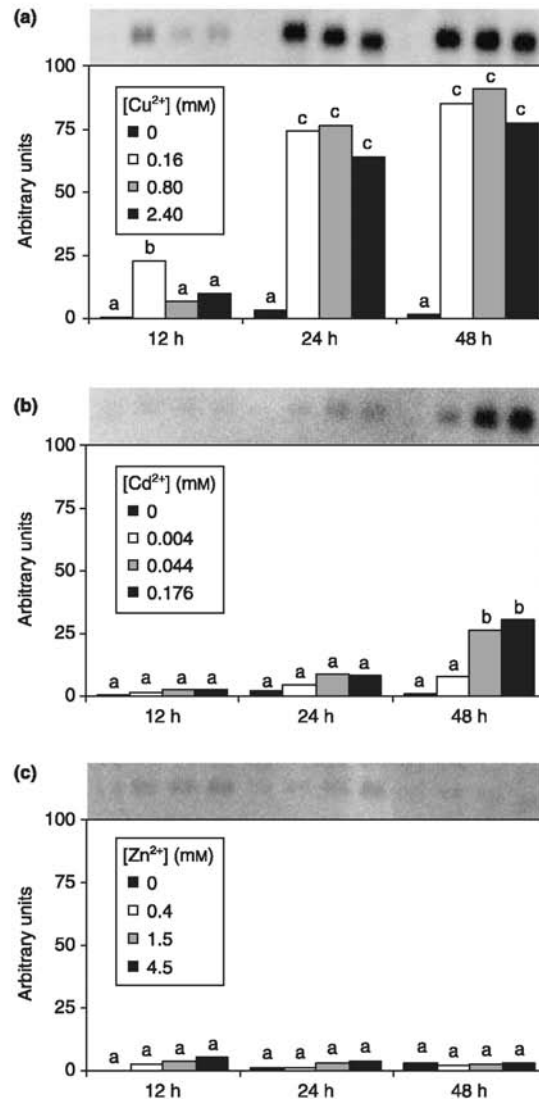 (a)
100
[Cu²⁺] (mM)
0
0.16
0.80
2.40
75
50
25
0
Arbitrary units
a b a a
a c c c
a c c c
12 h 24 h 48 h
(b)
100
[Cd²⁺] (mM)
0
0.004
0.044
0.176
75
50
25
0
Arbitrary units
a a a a
a a a a
a a b b
12 h 24 h 48 h
(c)
100
[Zn²⁺] (mM)
0
0.4
1.5
4.5
75
50
25
0
Arbitrary units
a a a a
a a a a
a a a a
12 h 24 h 48 h